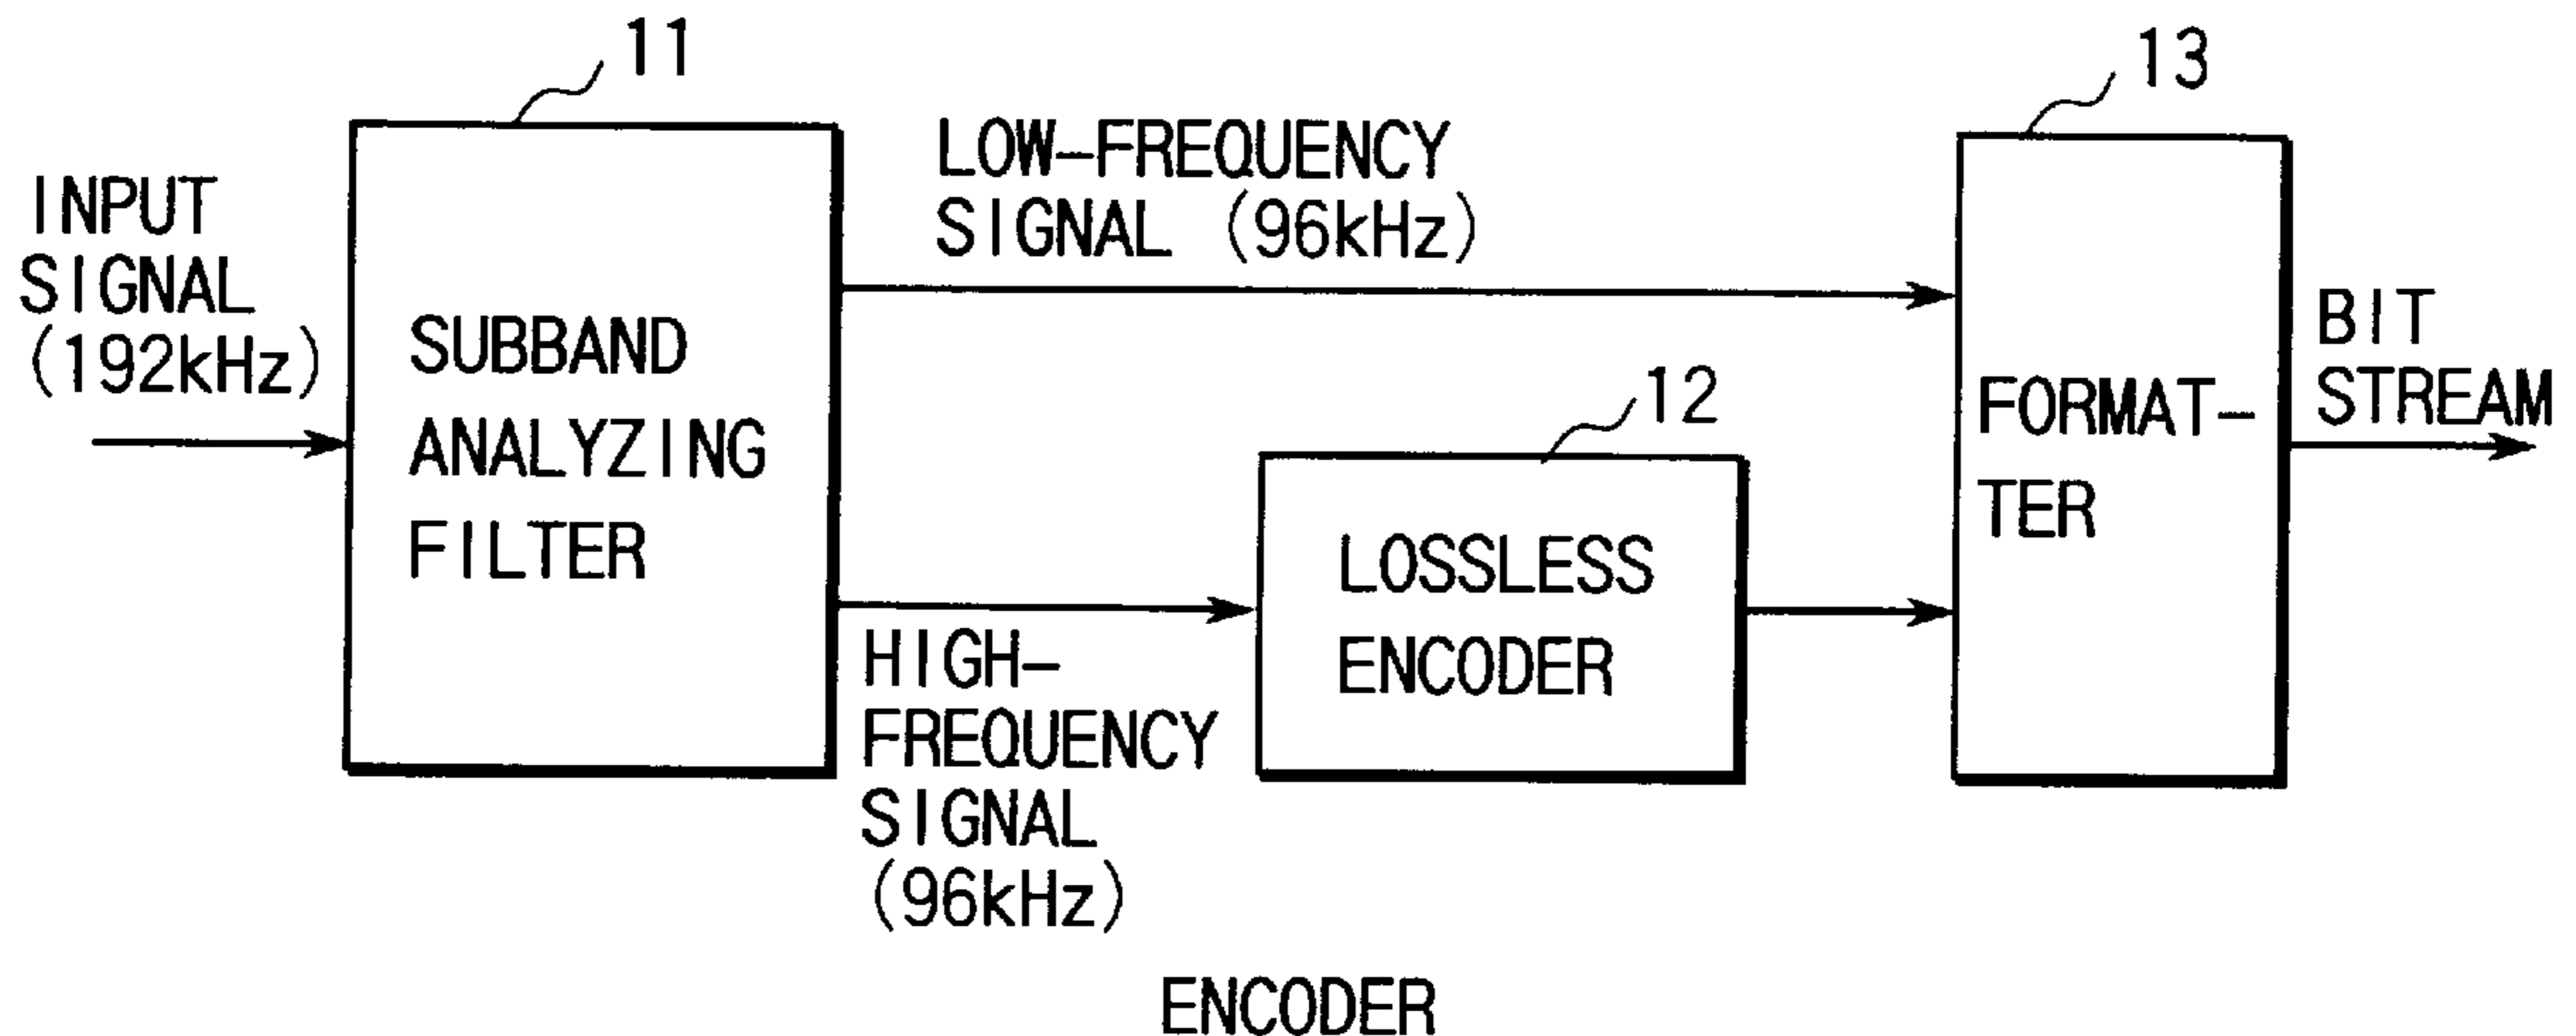 11
13
INPUT
SIGNAL
(192kHz)
SUBBAND
ANALYZING
FILTER
LOW-FREQUENCY
SIGNAL (96kHz)
HIGH-
FREQUENCY
SIGNAL
(96kHz)
12
LOSSLESS
ENCODER
FORMAT-
TER
BIT
STREAM
ENCODER